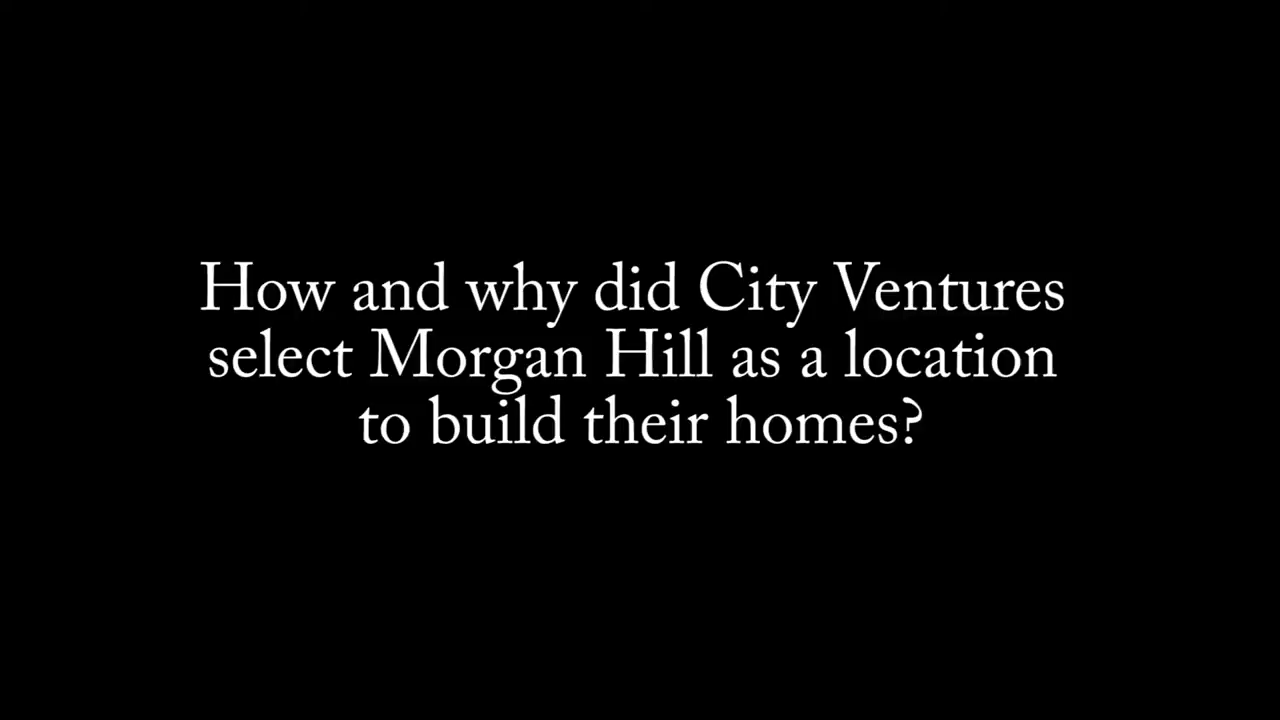 How and why did City Ventures
select Morgan Hill as a location
to build their homes?